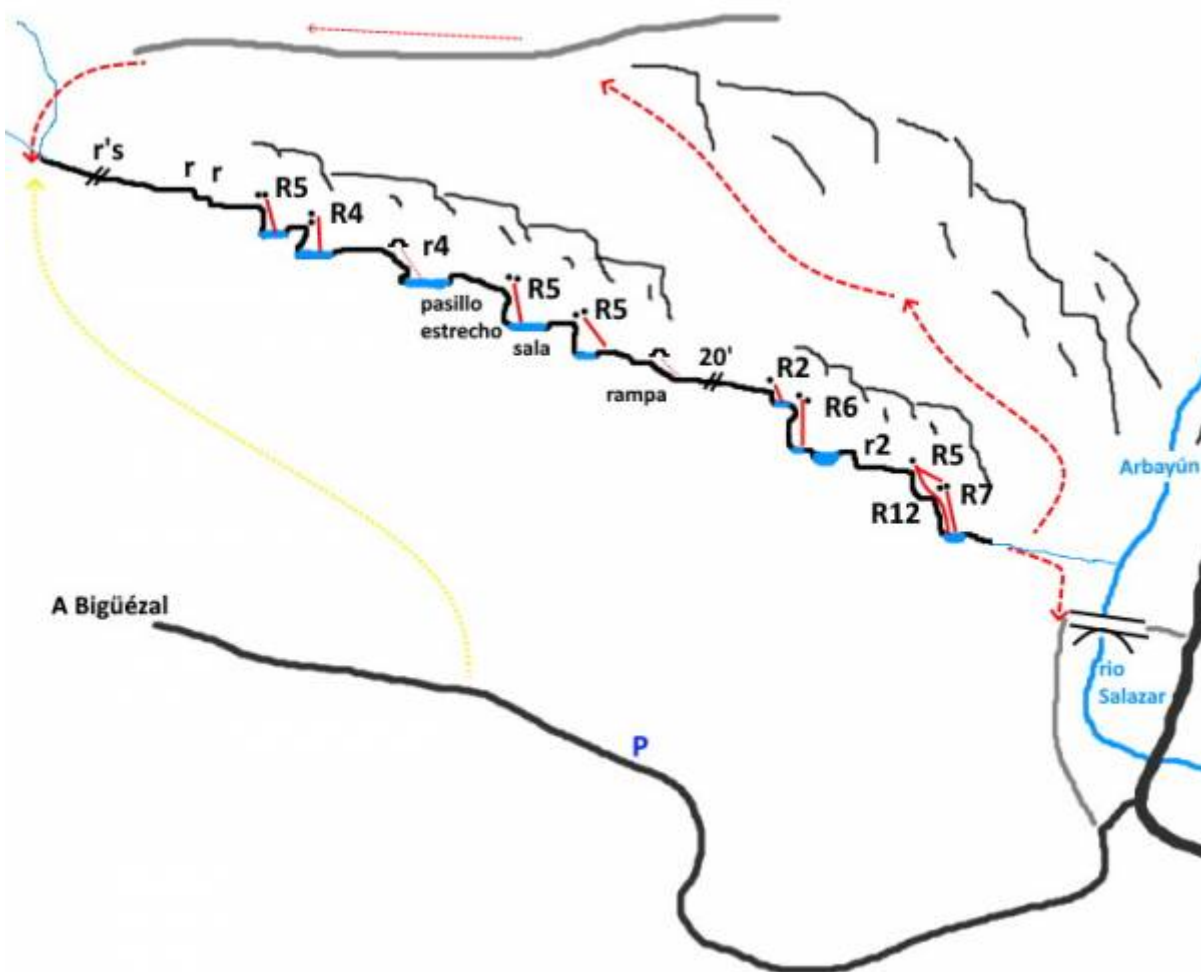 r's
r r
R5
R4
r4
R5
pasillo
estrecho
sala
R5
rampa
20'
R2
R6
r2
R5
R7
R12
Arbayún
A Bigüézal
rio
Salazar
P